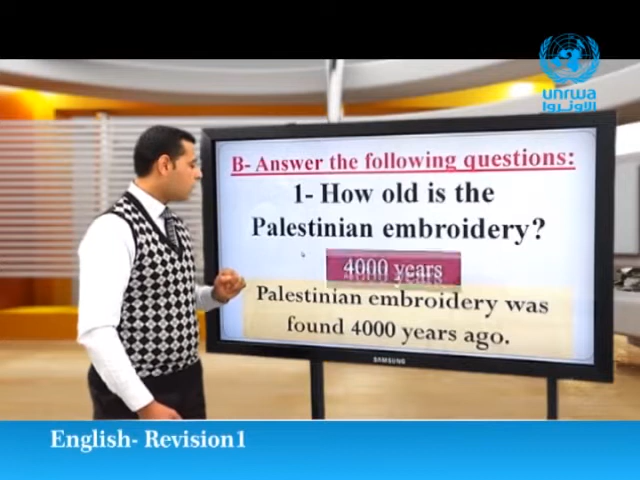 unrwa
الاونروا
B- Answer the following questions:
1- How old is the
Palestinian embroidery?
4000 years
Palestinian embroidery was
found 4000 years ago.
SAMSUNG
English- Revision1